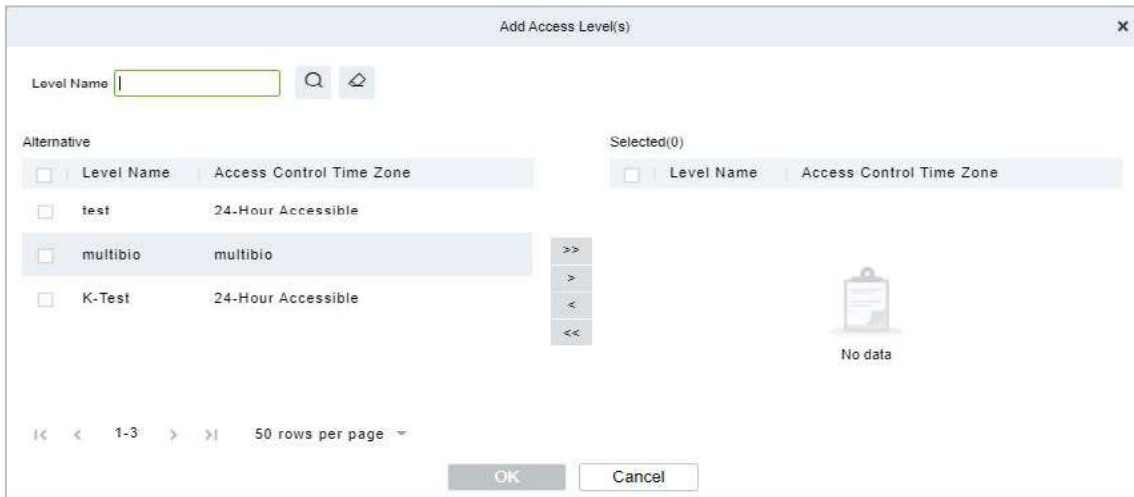 Add Access Level(s)
Level Name
Alternative
Level Name Access Control Time Zone
test 24-Hour Accessible
multibio multibio
K-Test 24-Hour Accessible
>>
>
<
<<
Selected(0)
Level Name Access Control Time Zone
No data
1-3 50 rows per page
OK Cancel